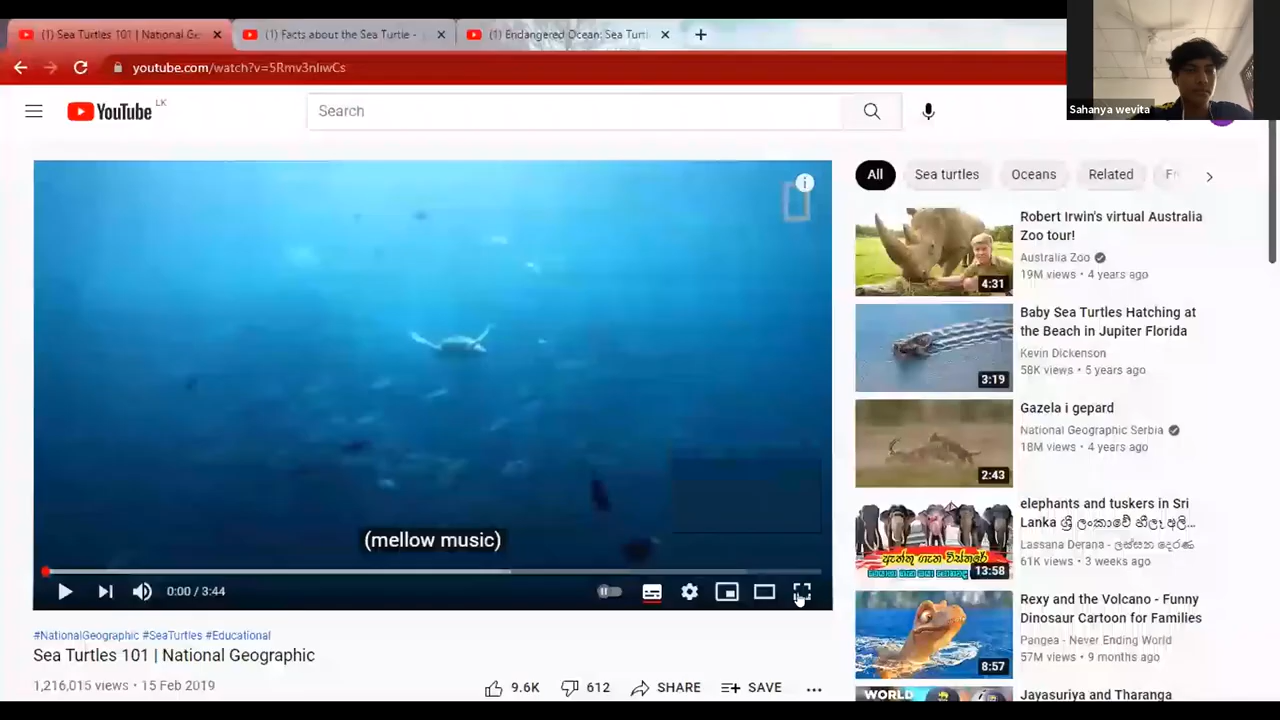 (1) Sea Turtles 101 | National Ge
(1) Facts about the Sea Turtle -
(1) Endangered Ocean: Sea Turt
youtube.com/watch?v=5Rmv3nliwCs
Sahanya wevita
YouTube LK
Search
All
Sea turtles
Oceans
Related
(mellow music)
0:00 / 3:44
#NationalGeographic #SeaTurtles #Educational
Sea Turtles 101 | National Geographic
1,216,015 views • 15 Feb 2019
9.6K
612
SHARE
SAVE
4:31
Robert Irwin's virtual Australia
Zoo tour!
Australia Zoo
19M views • 4 years ago
3:19
Baby Sea Turtles Hatching at
the Beach in Jupiter Florida
Kevin Dickenson
58K views • 5 years ago
2:43
Gazela i gepard
National Geographic Serbia
18M views • 4 years ago
13:58
elephants and tuskers in Sri
Lanka ශ්‍රී ලංකාවේ හීලෑ අලි...
Lassana Derana - ලස්සන දෙරණ
61K views • 3 weeks ago
8:57
Rexy and the Volcano - Funny
Dinosaur Cartoon for Families
Pangea - Never Ending World
57M views • 9 months ago
WORLD
Jayasuriya and Tharanga